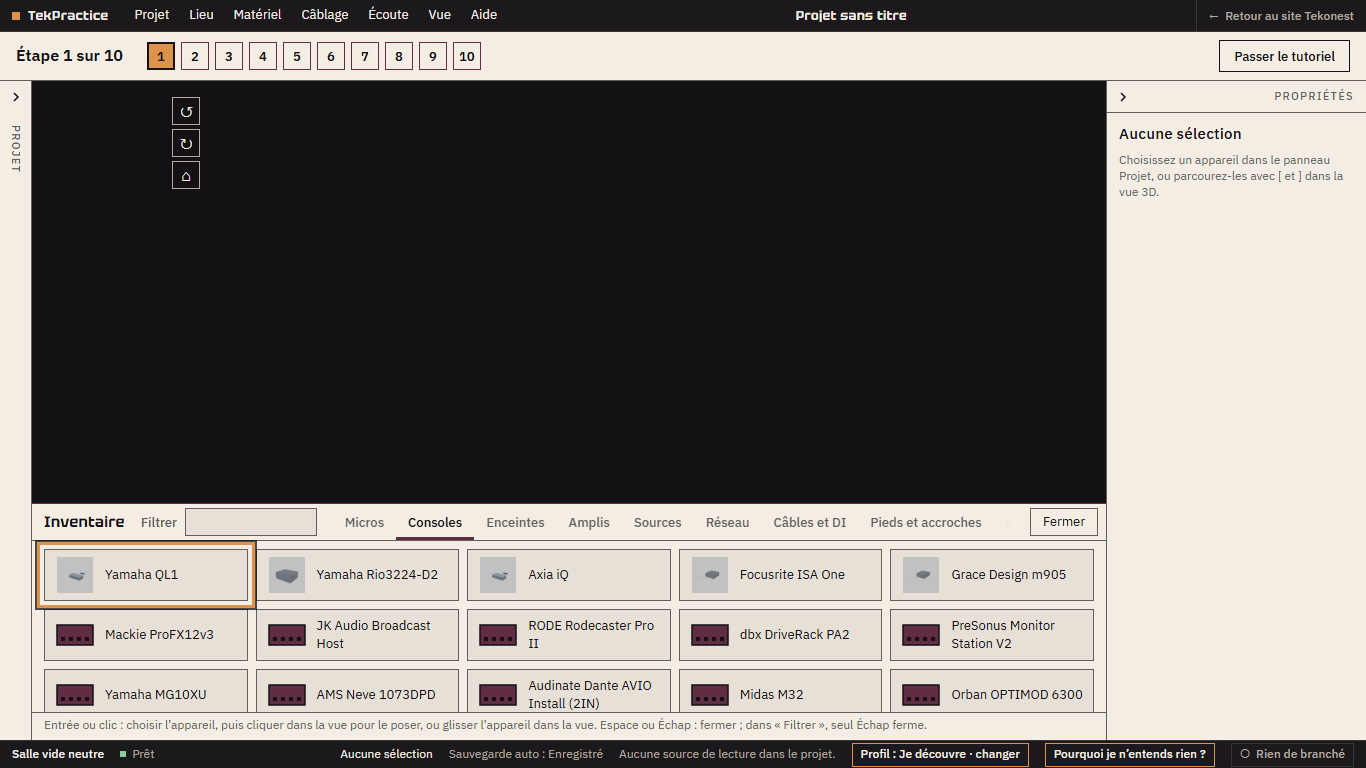 TekPractice Projet Lieu Matériel Câblage Écoute Vue Aide Projet sans titre ← Retour au site Tekonest
Étape 1 sur 10 1 2 3 4 5 6 7 8 9 10 Passer le tutoriel
PROJET
PROPRIÉTÉS
Aucune sélection
Choisissez un appareil dans le panneau
Projet, ou parcourez-les avec [ et ] dans la
vue 3D.
Inventaire Filtrer Micros Consoles Enceintes Amplis Sources Réseau Câbles et DI Pieds et accroches Fermer
Yamaha QL1
Yamaha Rio3224-D2
Axia iQ
Focusrite ISA One
Grace Design m905
Mackie ProFX12v3
JK Audio Broadcast
Host
RODE Rodecaster Pro
II
dbx DriveRack PA2
PreSonus Monitor
Station V2
Yamaha MG10XU
AMS Neve 1073DPD
Audinate Dante AVIO
Install (2IN)
Midas M32
Orban OPTIMOD 6300
Entrée ou clic : choisir l’appareil, puis cliquer dans la vue pour le poser, ou glisser l’appareil dans la vue. Espace ou Échap : fermer ; dans « Filtrer », seul Échap ferme.
Salle vide neutre Prêt Aucune sélection Sauvegarde auto : Enregistré Aucune source de lecture dans le projet. Profil : Je découvre · changer Pourquoi je n’entends rien ? Rien de branché